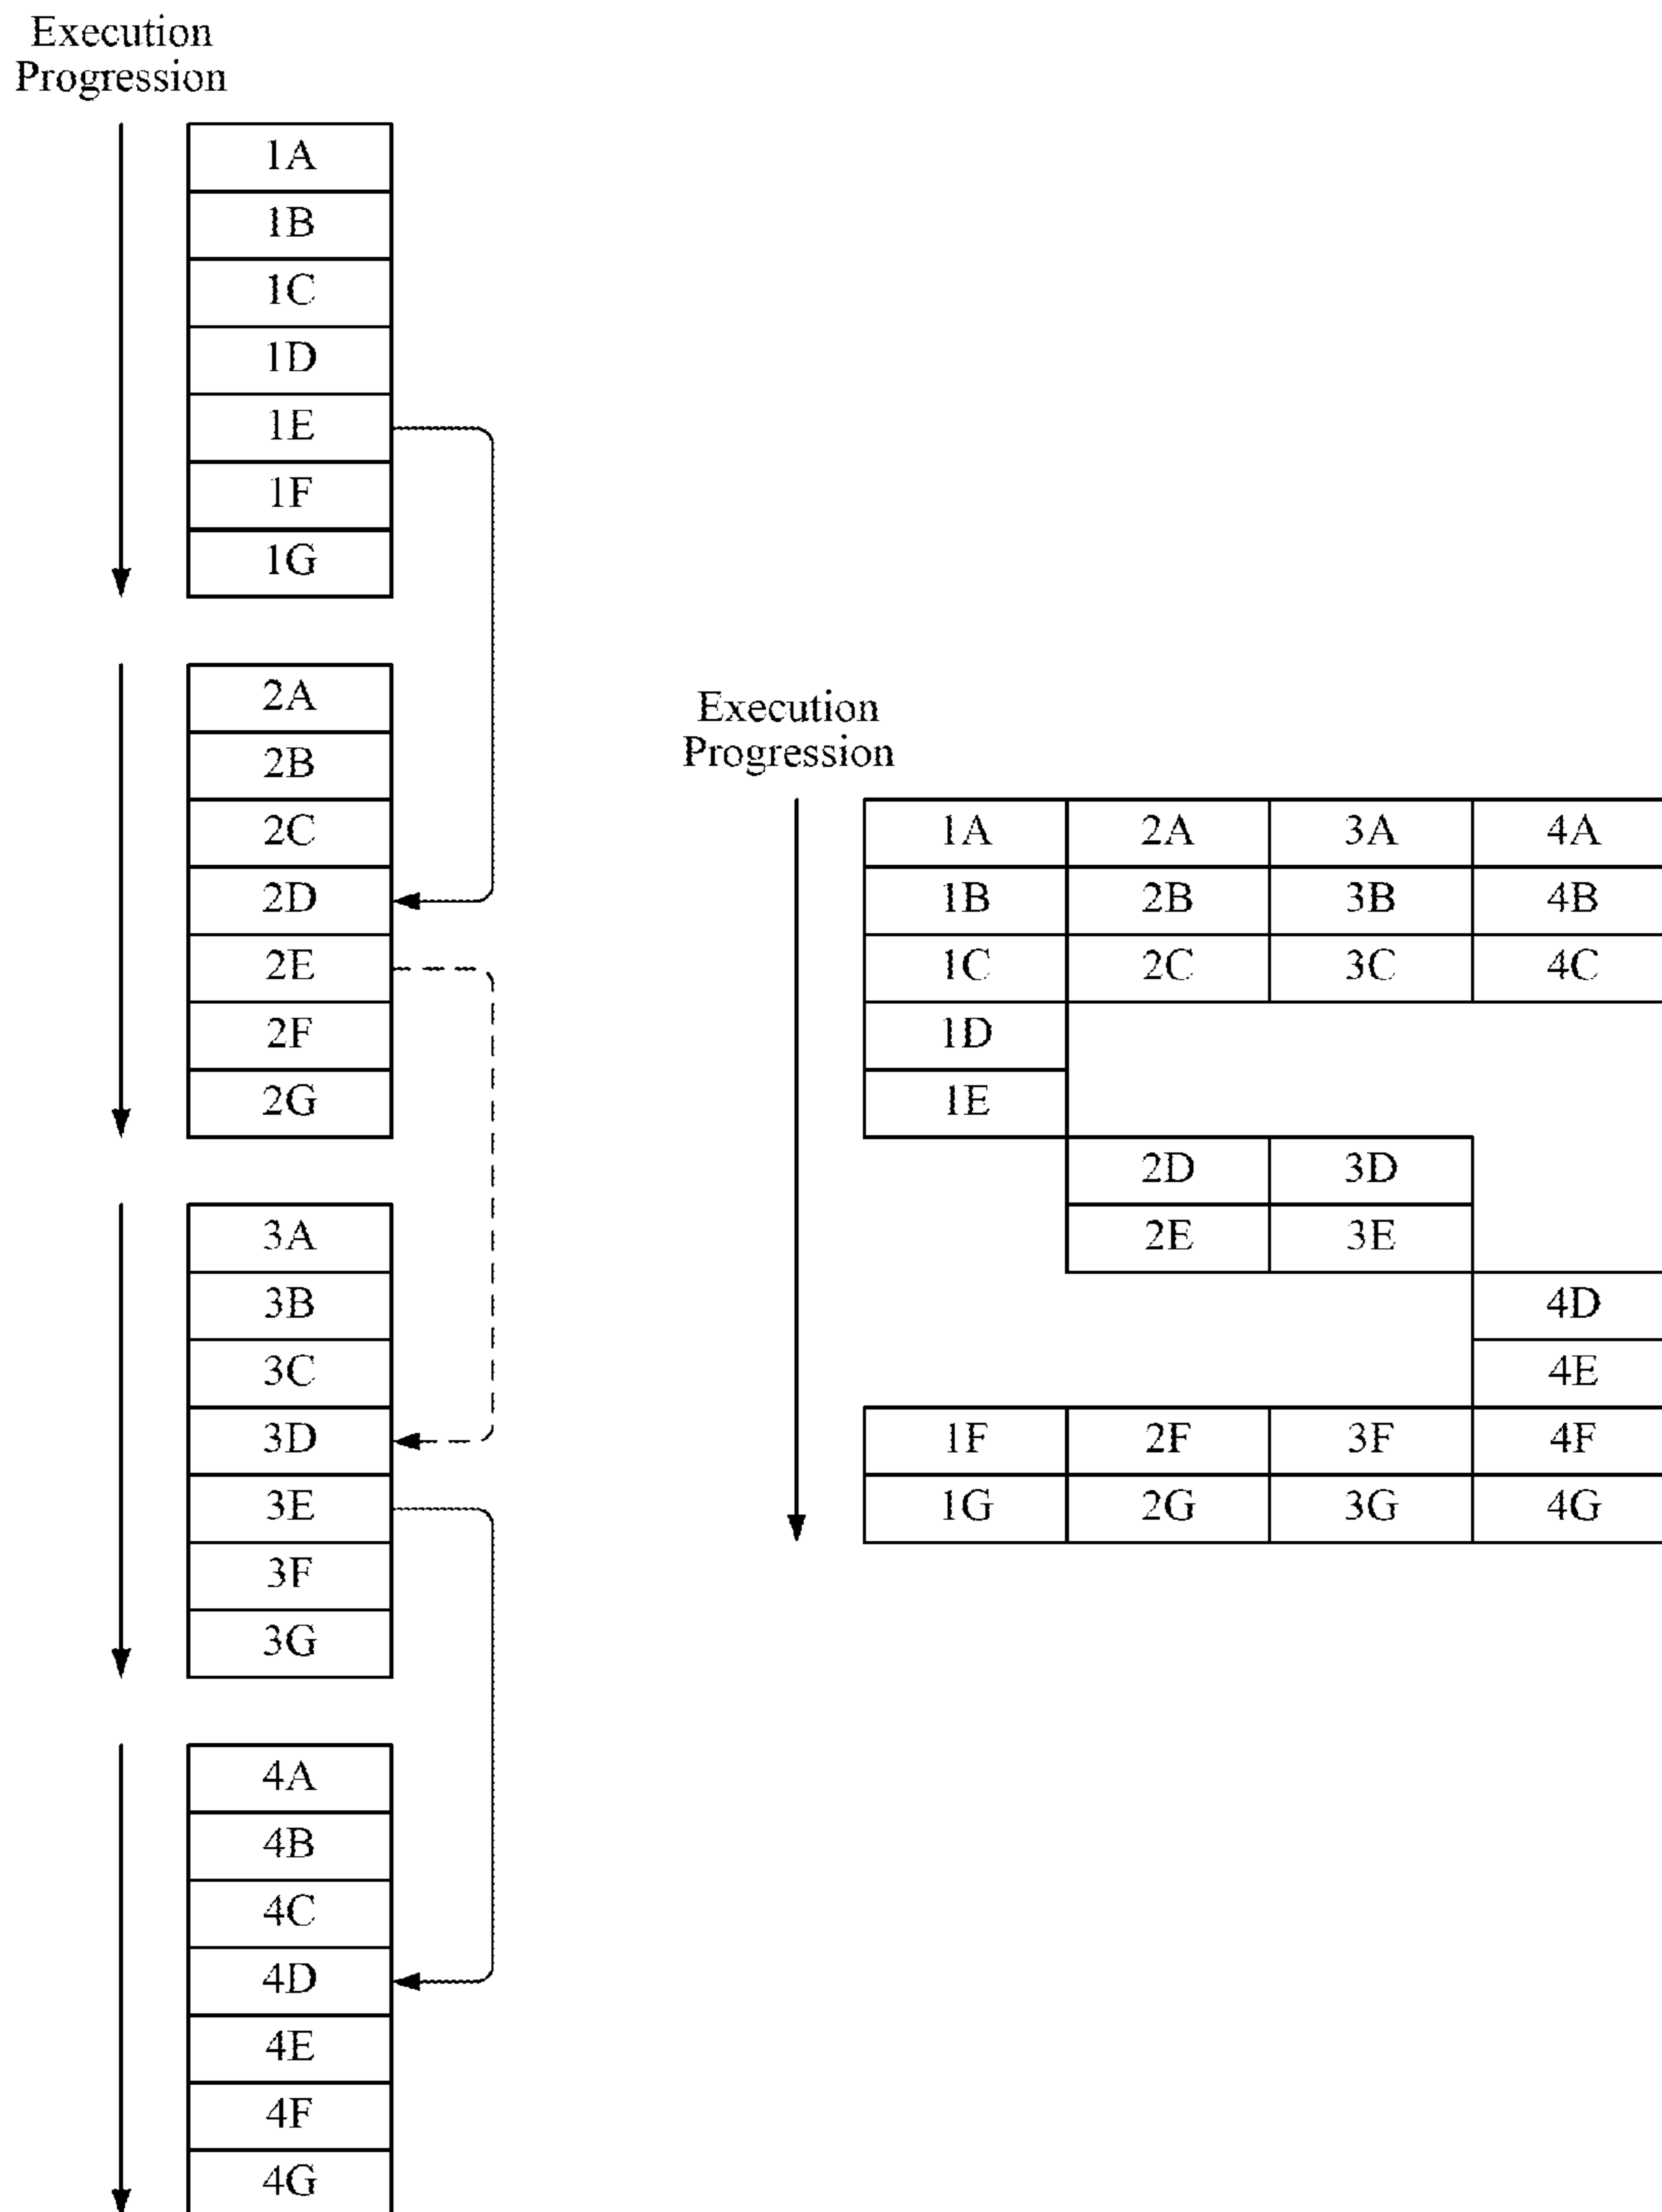 Execution
Progression
1A
1B
1C
1D
1E
1F
1G
2A
2B
2C
2D
2E
2F
2G
3A
3B
3C
3D
3E
3F
3G
4A
4B
4C
4D
4E
4F
4G
Execution
Progression
1A 2A 3A 4A
1B 2B 3B 4B
1C 2C 3C 4C
1D
1E
2D 3D
2E 3E
4D
4E
1F 2F 3F 4F
1G 2G 3G 4G